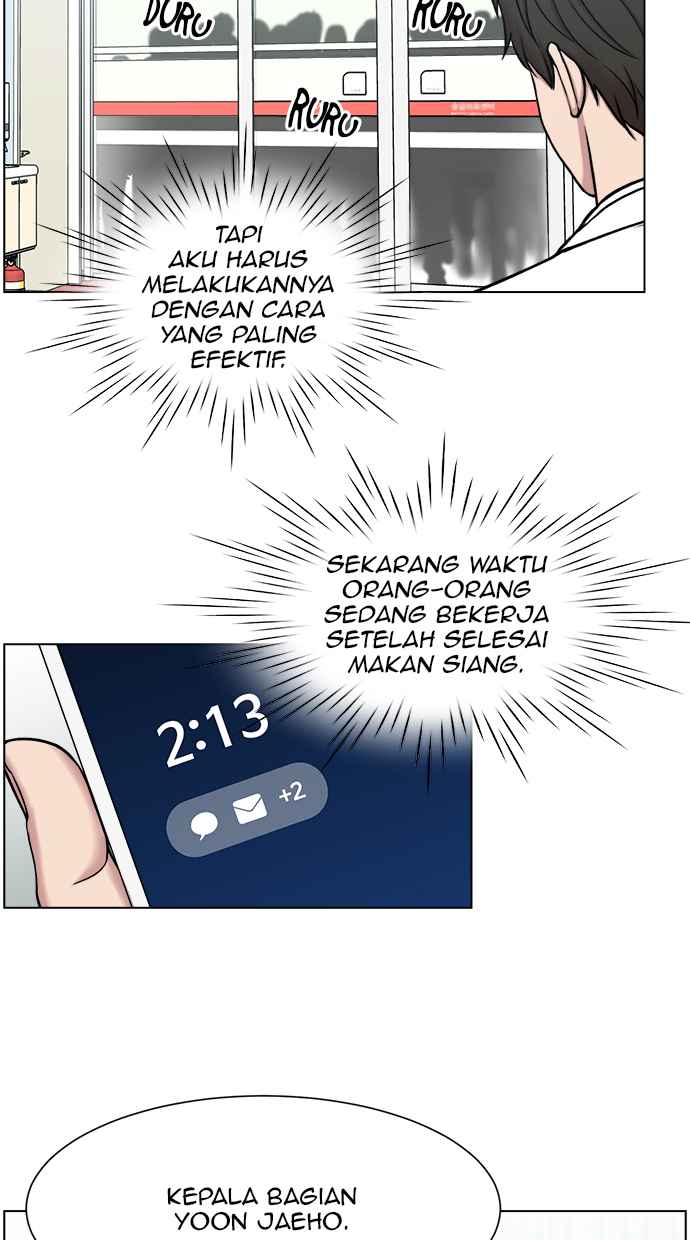 DURU
RURU
RURU
TAPI
AKU HARUS
MELAKUKANNYA
DENGAN CARA
YANG PALING
EFEKTIF.
SEKARANG WAKTU
ORANG-ORANG
SEDANG BEKERJA
SETELAH SELESAI
MAKAN SIANG.
2:13
+2
KEPALA BAGIAN
YOON JAEHO.